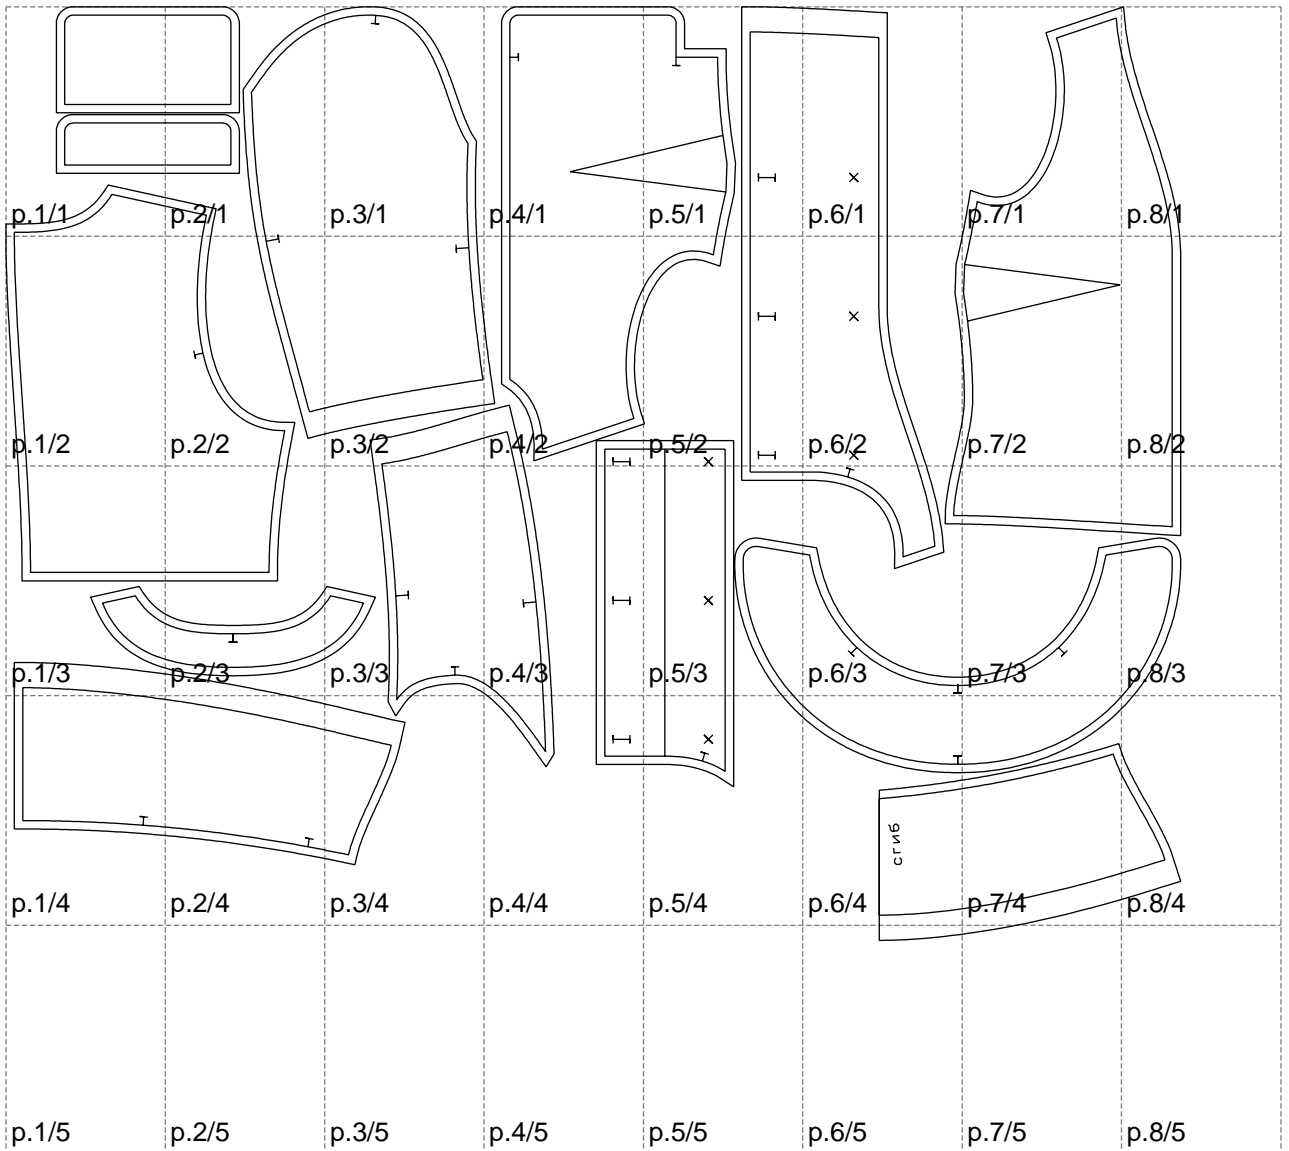 p.1/1 p.2/1 p.3/1 p.4/1 p.5/1 p.6/1 p.7/1 p.8/1
p.1/2 p.2/2 p.3/2 p.4/2 p.5/2 p.6/2 p.7/2 p.8/2
p.1/3 p.2/3 p.3/3 p.4/3 p.5/3 p.6/3 p.7/3 p.8/3
сгиб
p.1/4 p.2/4 p.3/4 p.4/4 p.5/4 p.6/4 p.7/4 p.8/4
p.1/5 p.2/5 p.3/5 p.4/5 p.5/5 p.6/5 p.7/5 p.8/5